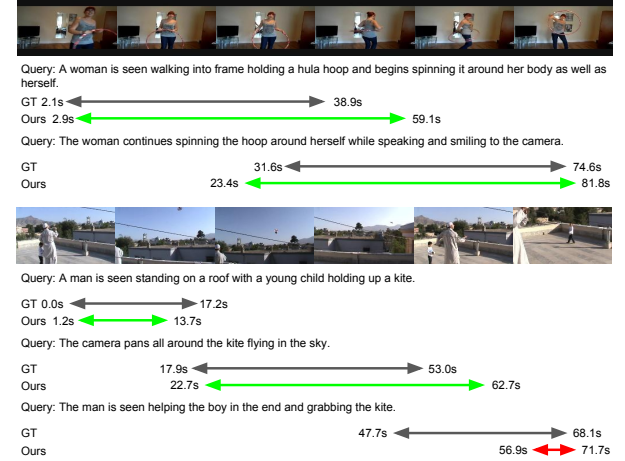 Query: A woman is seen walking into frame holding a hula hoop and begins spinning it around her body as well as
herself.
GT 2.1s 38.9s
Ours 2.9s 59.1s
Query: The woman continues spinning the hoop around herself while speaking and smiling to the camera.
GT 31.6s 74.6s
Ours 23.4s 81.8s
Query: A man is seen standing on a roof with a young child holding up a kite.
GT 0.0s 17.2s
Ours 1.2s 13.7s
Query: The camera pans all around the kite flying in the sky.
GT 17.9s 53.0s
Ours 22.7s 62.7s
Query: The man is seen helping the boy in the end and grabbing the kite.
GT 47.7s 68.1s
Ours 56.9s 71.7s